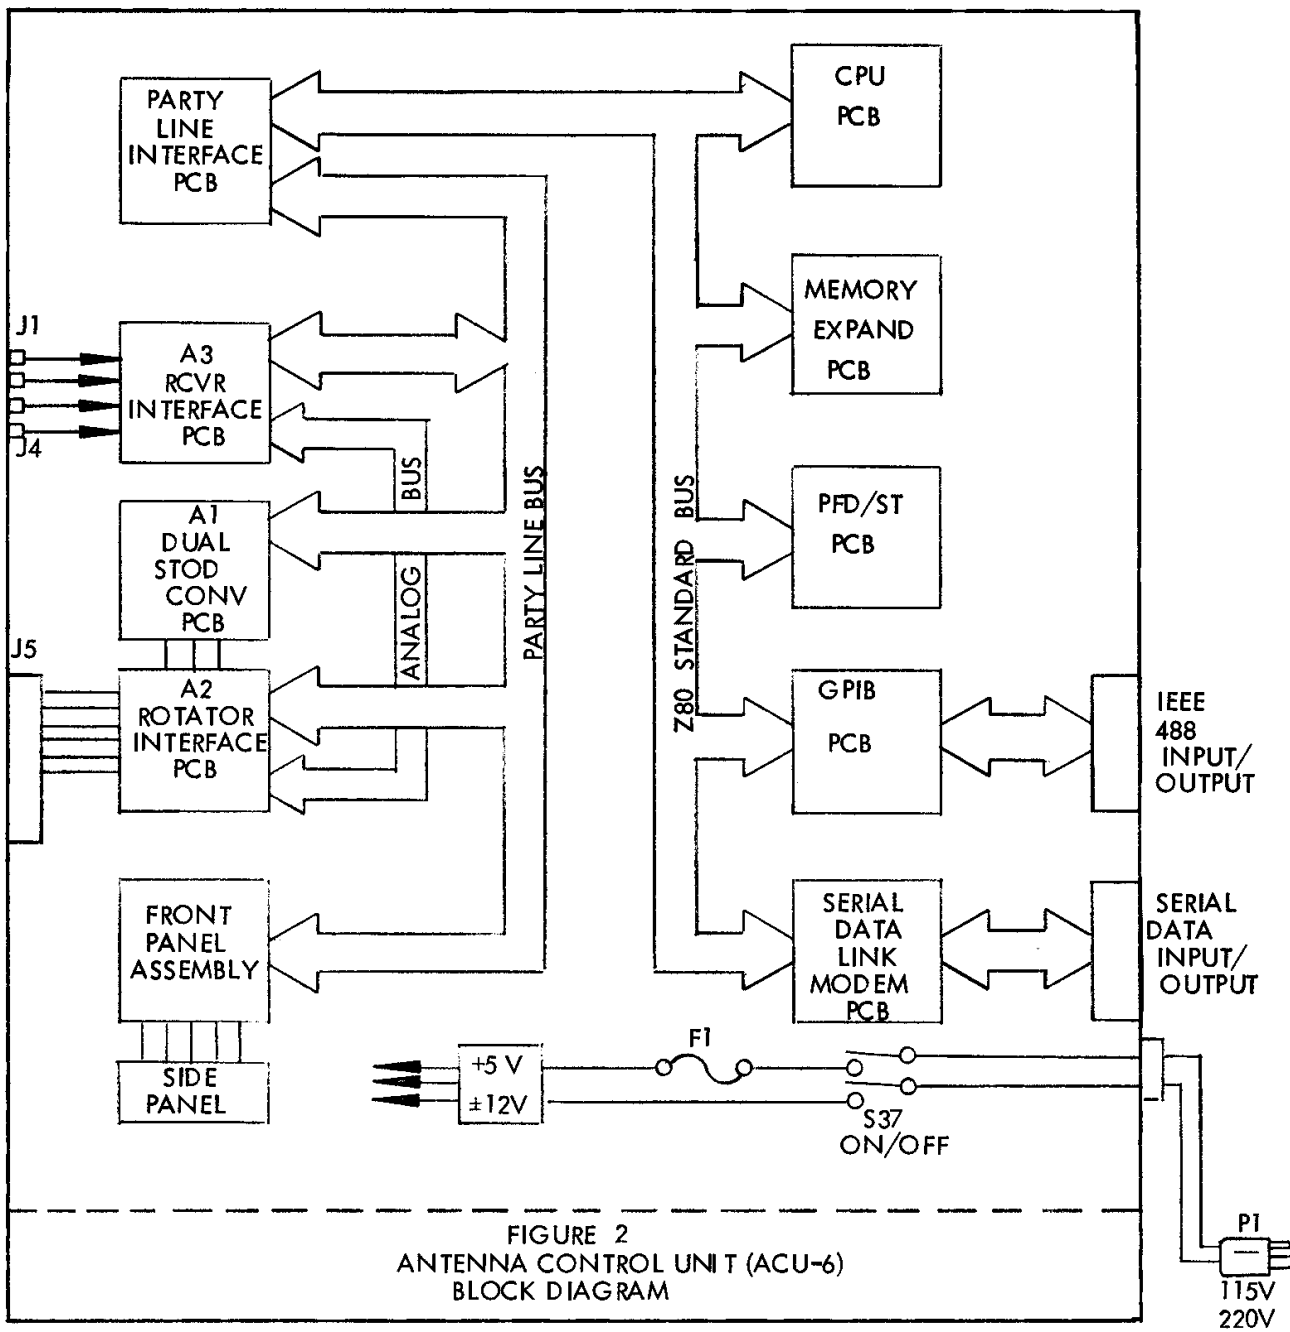 PARTY
LINE
INTERFACE
PCB
CPU
PCB
J1
J4
A3
RCVR
INTERFACE
PCB
MEMORY
EXPAND
PCB
A1
DUAL
STOD
CONV
PCB
ANALOG BUS
PARTY LINE BUS
Z80 STANDARD BUS
PFD/ST
PCB
J5
A2
ROTATOR
INTERFACE
PCB
GPIB
PCB
IEEE
488
INPUT/
OUTPUT
FRONT
PANEL
ASSEMBLY
SERIAL
DATA
LINK
MODEM
PCB
SERIAL
DATA
INPUT/
OUTPUT
SIDE
PANEL
+5 V
±12V
F1
S37
ON/OFF
P1
115V
220V
FIGURE 2
ANTENNA CONTROL UNIT (ACU-6)
BLOCK DIAGRAM